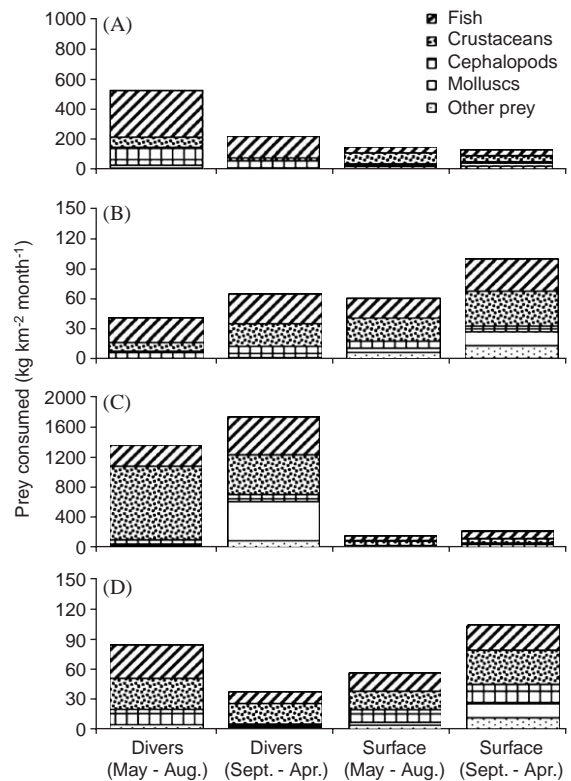 (A)
1000
800
600
400
200
0
Fish
Crustaceans
Cephalopods
Molluscs
Other prey
(B)
150
120
90
60
30
0
Prey consumed (kg km-2 month-1)
(C)
2000
1600
1200
800
400
0
(D)
150
120
90
60
30
0
Divers
(May - Aug.)
Divers
(Sept. - Apr.)
Surface
(May - Aug.)
Surface
(Sept. - Apr.)